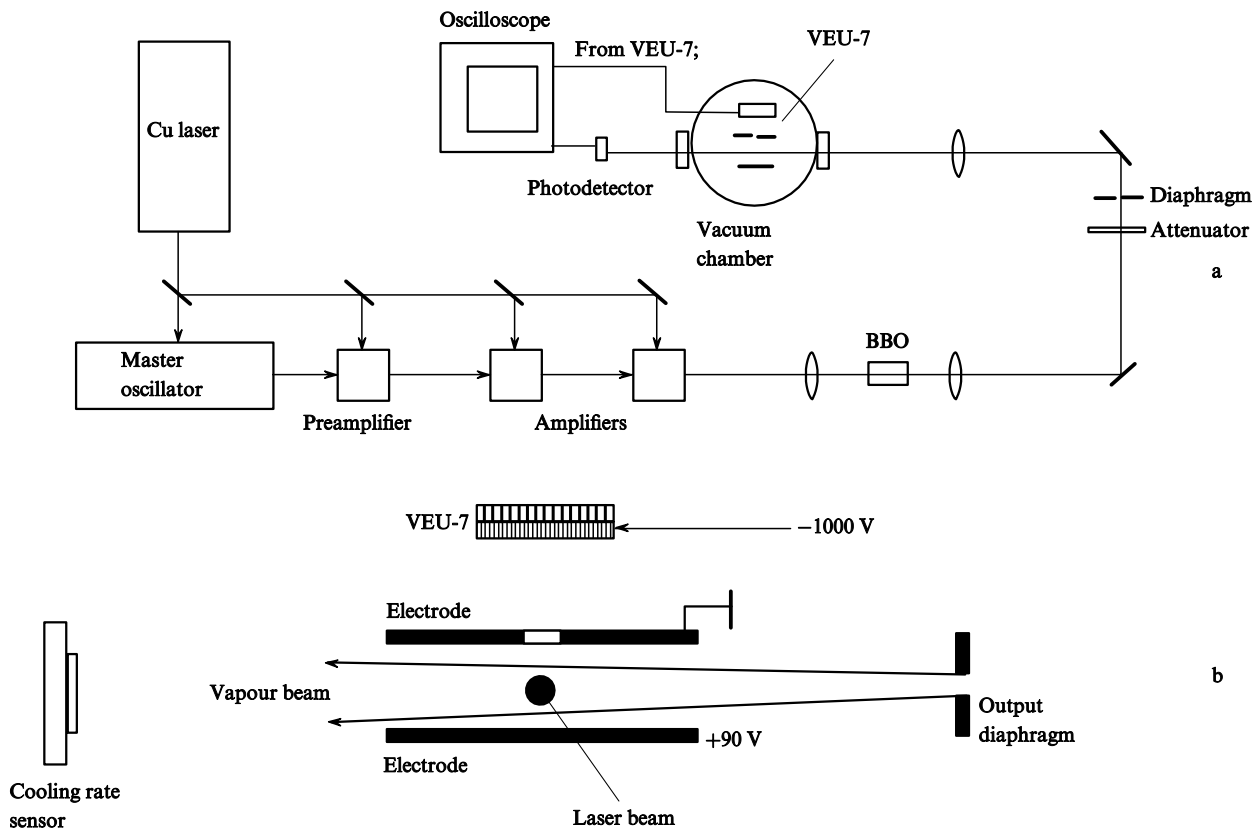 Oscilloscope
From VEU-7;
VEU-7
Cu laser
Photodetector
Vacuum
chamber
Diaphragm
Attenuator
a
BBO
Master
oscillator
Preamplifier
Amplifiers
VEU-7
−1000 V
Electrode
Vapour beam
b
Output
diaphragm
+90 V
Electrode
Cooling rate
sensor
Laser beam